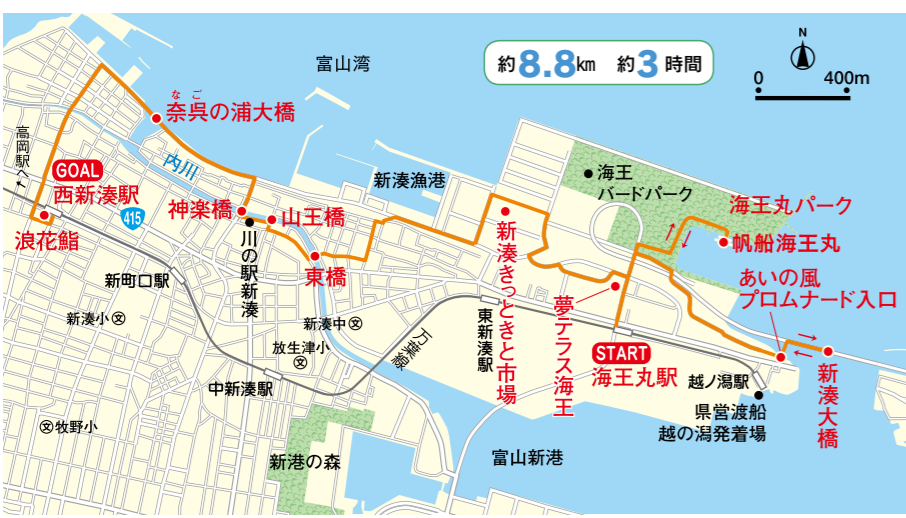 富山湾
約8.8km 約3時間
N
0 400m
なご
奈呉の浦大橋
高岡駅へ
GOAL
西新湊駅
浪花鮨
415
内川
神楽橋
山王橋
川の駅新湊
東橋
新湊漁港
海王
バードパーク
海王丸パーク
帆船海王丸
あいの風
プロムナード入口
新湊きっときと市場
夢テラス海王
START
海王丸駅
東新湊駅
新町口駅
新湊小
新湊中
放生津小
万葉線
中新湊駅
牧野小
新港の森
富山新港
越ノ潟駅
県営渡船
越の潟発着場
新湊大橋